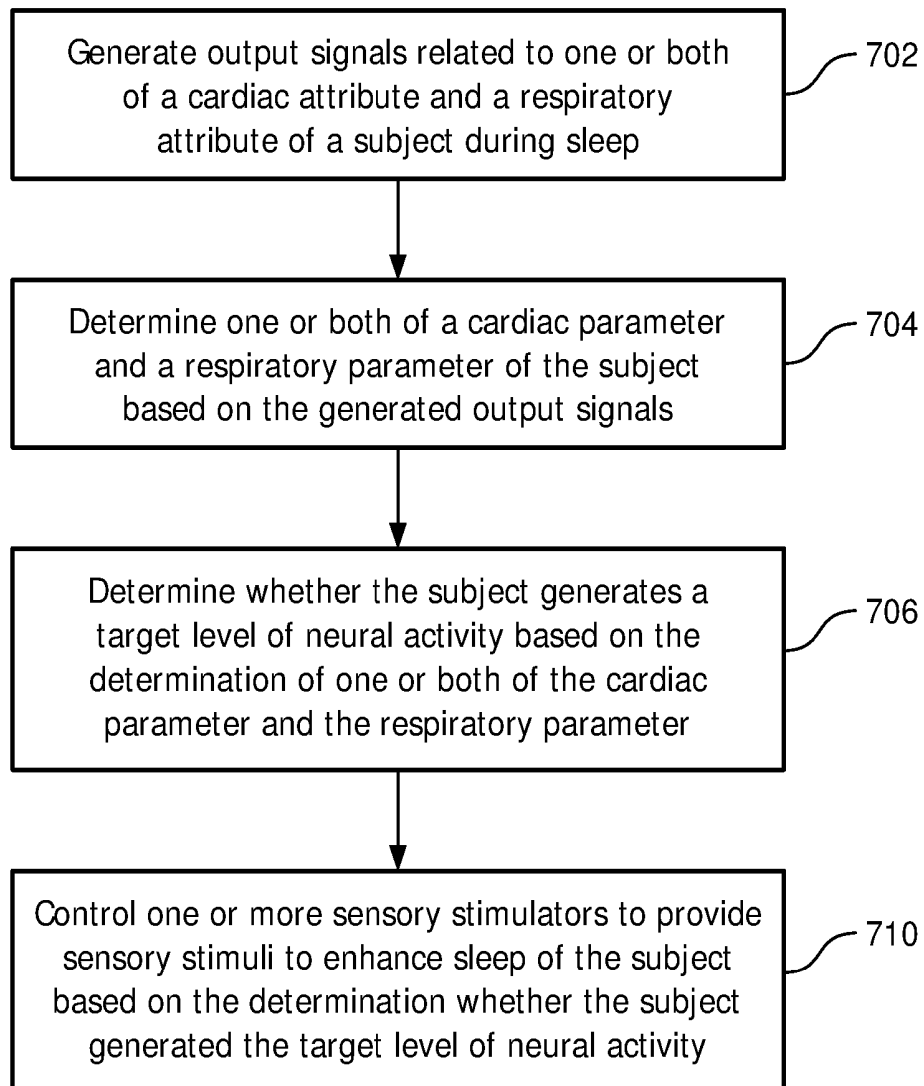 Generate output signals related to one or both
of a cardiac attribute and a respiratory
attribute of a subject during sleep
702
Determine one or both of a cardiac parameter
and a respiratory parameter of the subject
based on the generated output signals
704
Determine whether the subject generates a
target level of neural activity based on the
determination of one or both of the cardiac
parameter and the respiratory parameter
706
Control one or more sensory stimulators to provide
sensory stimuli to enhance sleep of the subject
based on the determination whether the subject
generated the target level of neural activity
710